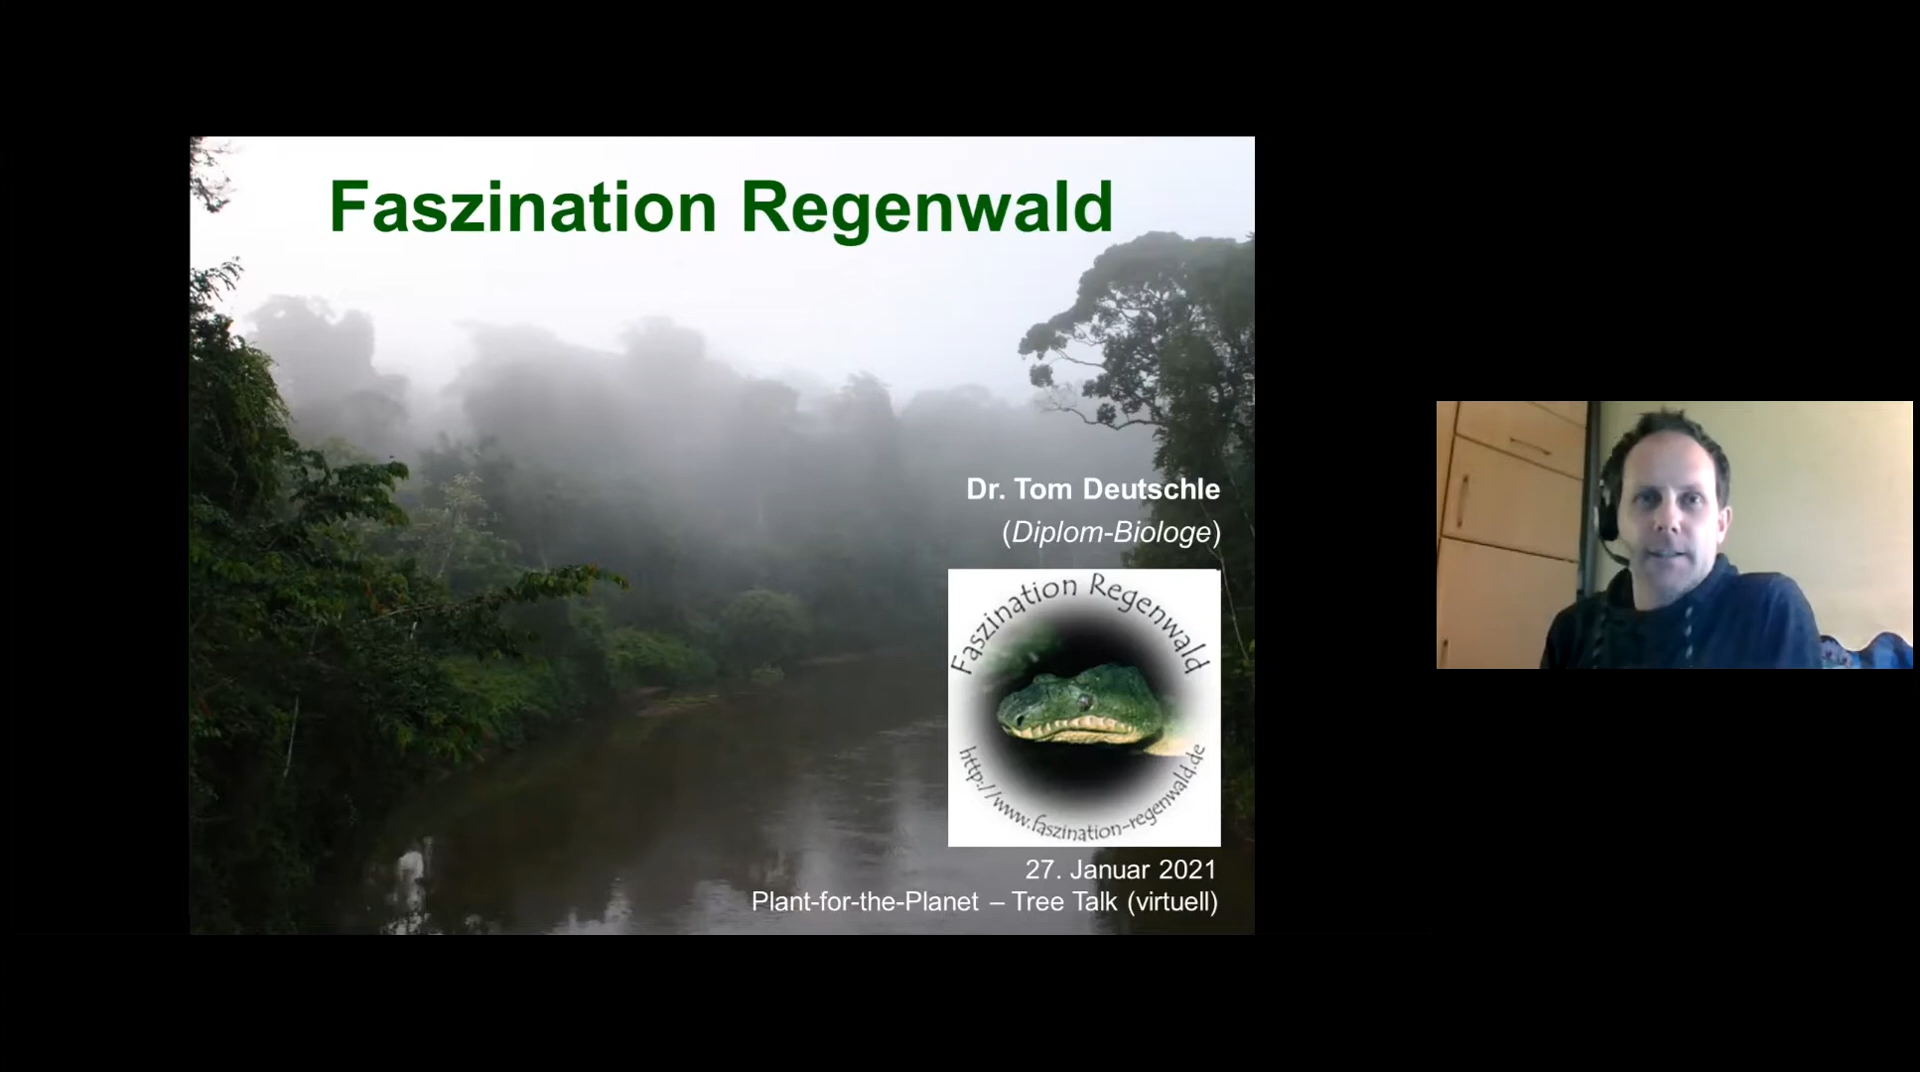 Faszination Regenwald
Dr. Tom Deutschle
(Diplom-Biologe)
Faszination Regenwald
http://www.faszination-regenwald.de
27. Januar 2021
Plant-for-the-Planet – Tree Talk (virtuell)